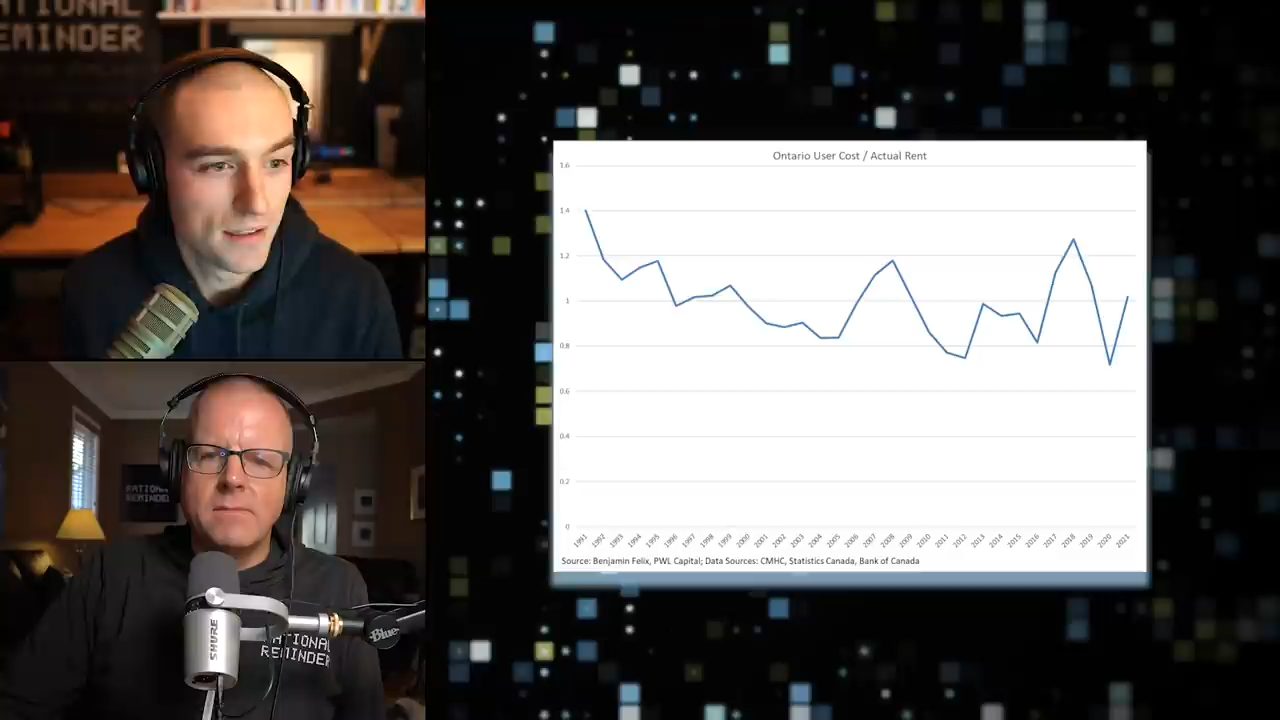 ATIONAL
EMINDER
RATIONAL
REMINDER
SHURE
Blue
RATIONAL
REMINDER
Ontario User Cost / Actual Rent
1.6
1.4
1.2
1
0.8
0.6
0.4
0.2
0
1991 1992 1993 1994 1995 1996 1997 1998 1999 2000 2001 2002 2003 2004 2005 2006 2007 2008 2009 2010 2011 2012 2013 2014 2015 2016 2017 2018 2019 2020 2021
Source: Benjamin Felix, PWL Capital; Data Sources: CMHC, Statistics Canada, Bank of Canada